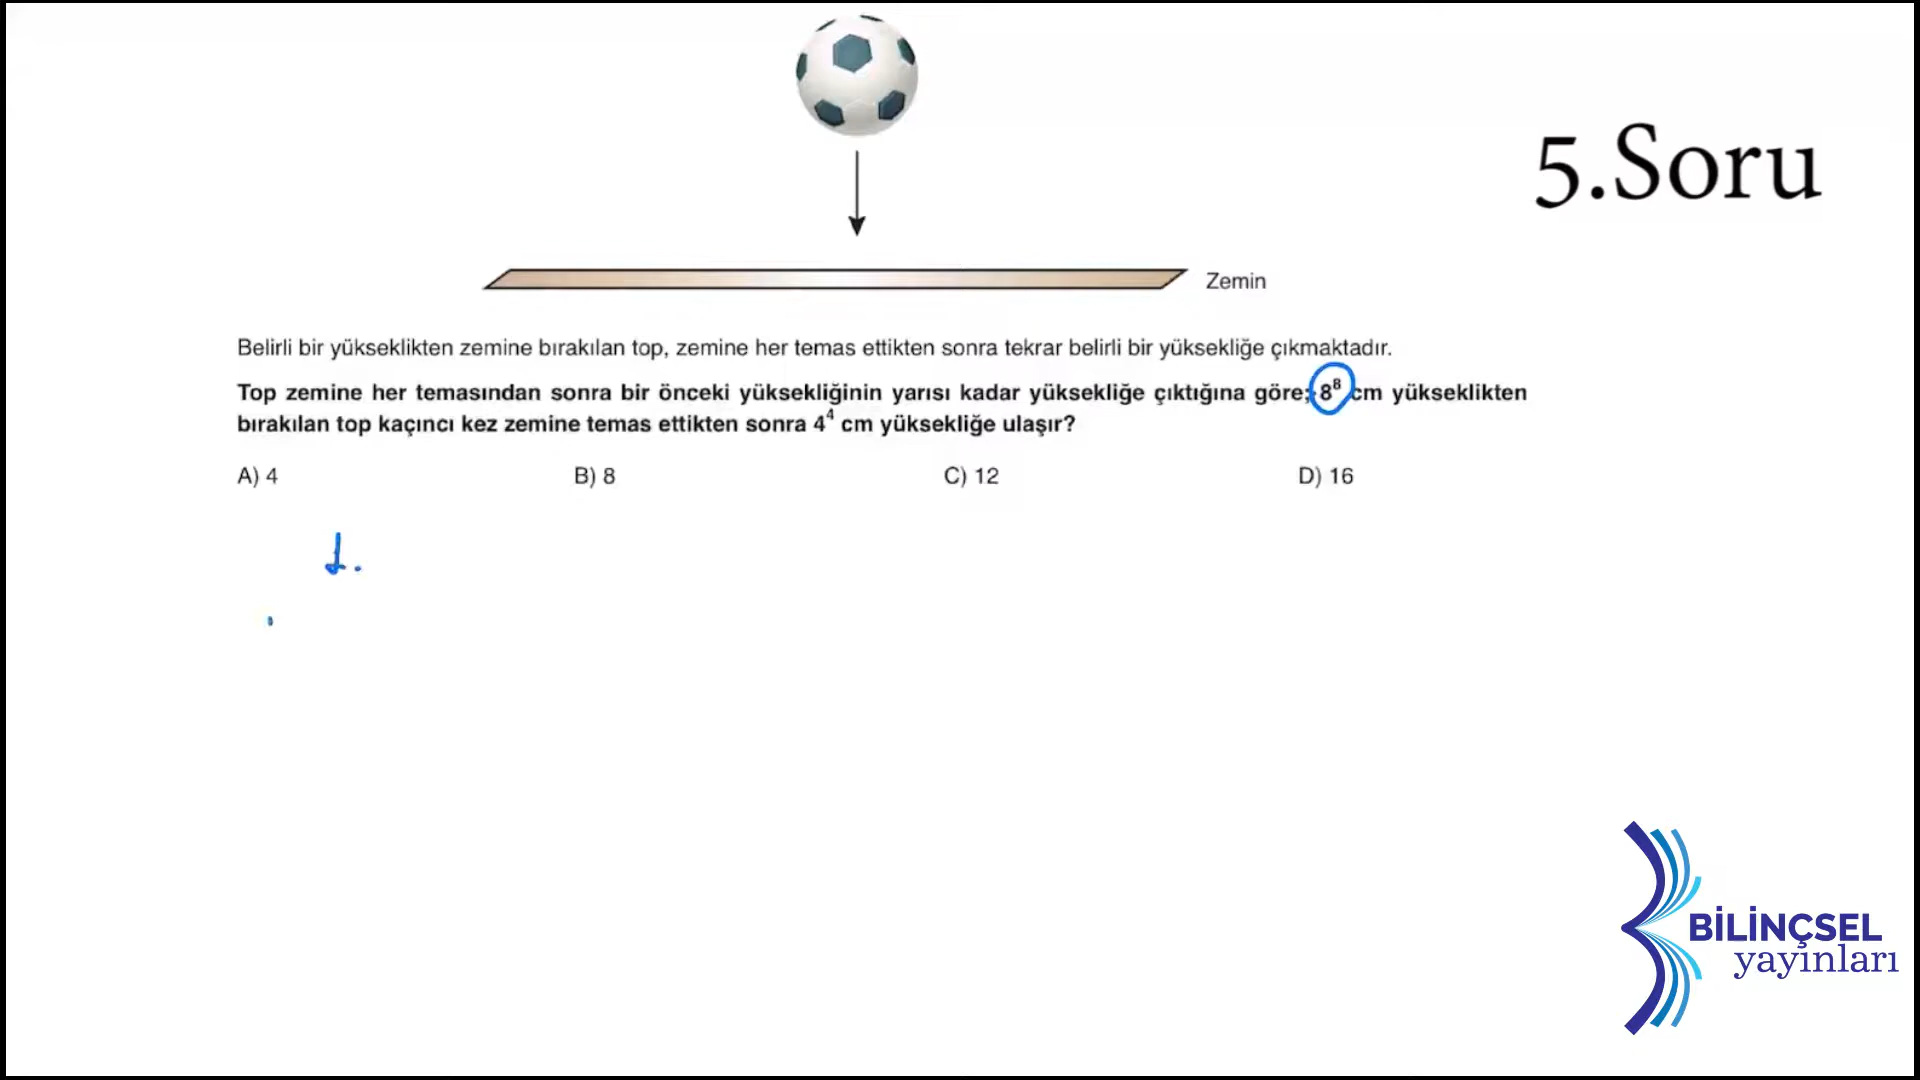 5.Soru
Zemin
Belirli bir yükseklikten zemine bırakılan top, zemine her temas ettikten sonra tekrar belirli bir yüksekliğe çıkmaktadır.
Top zemine her temasından sonra bir önceki yüksekliğinin yarısı kadar yüksekliğe çıktığına göre; 8⁸ cm yükseklikten
bırakılan top kaçıncı kez zemine temas ettikten sonra 4⁴ cm yüksekliğe ulaşır?
A) 4 B) 8 C) 12 D) 16
1.
BİLİNÇSEL
yayınları